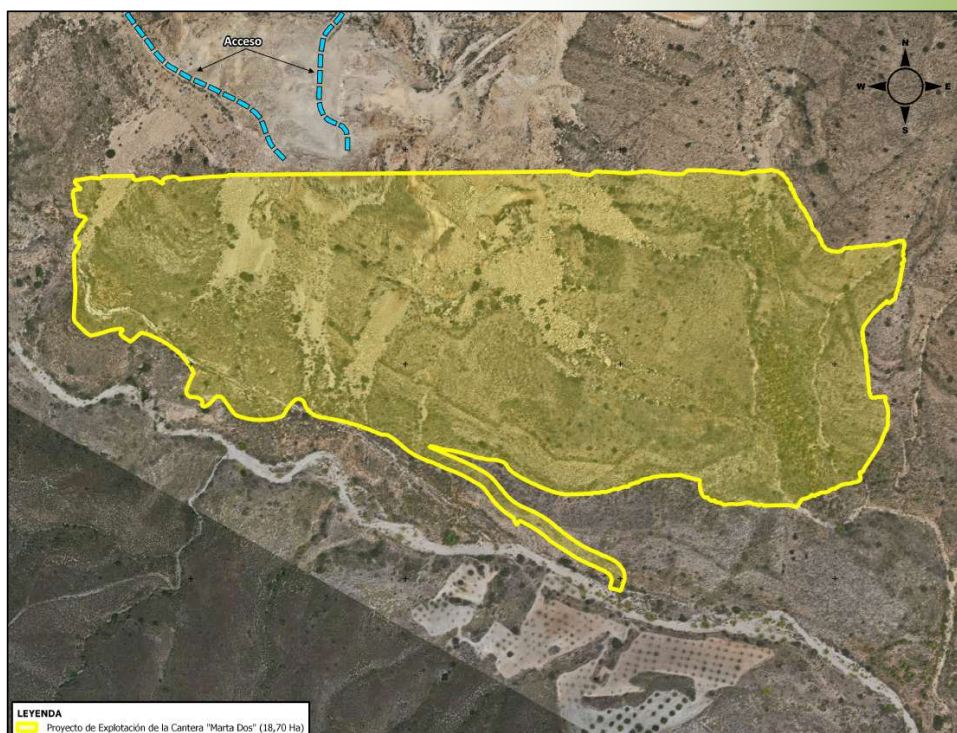 Acceso
N
W
E
S
LEYENDA
Proyecto de Explotación de la Cantera "Marta Dos" (18,70 Ha)